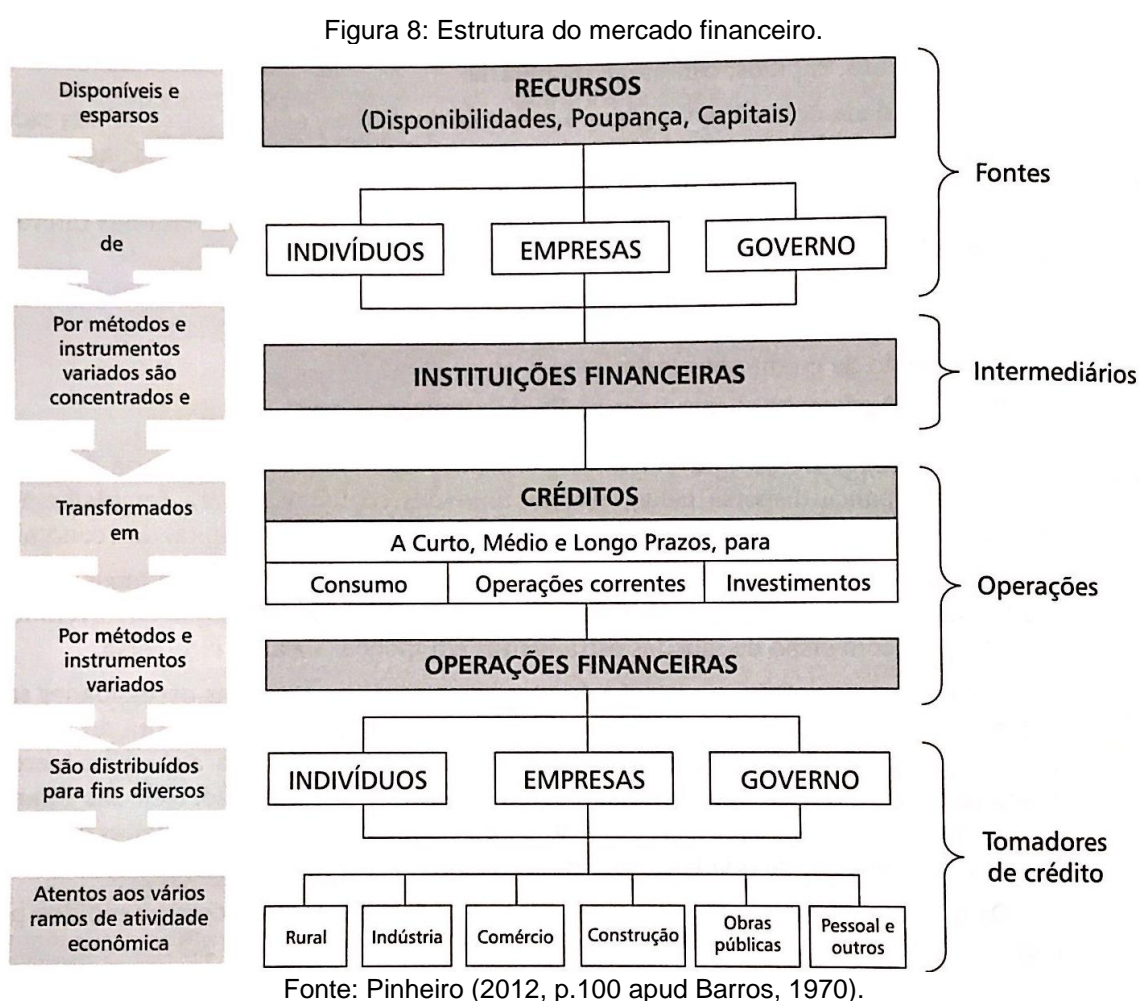 Figura 8: Estrutura do mercado financeiro.
Disponíveis e
esparsos
RECURSOS
(Disponibilidades, Poupança, Capitais)
Fontes
de
INDIVÍDUOS
EMPRESAS
GOVERNO
Por métodos e
instrumentos
variados são
concentrados e
INSTITUIÇÕES FINANCEIRAS
Intermediários
Transformados
em
CRÉDITOS
A Curto, Médio e Longo Prazos, para
Consumo
Operações correntes
Investimentos
Operações
Por métodos e
instrumentos
variados
OPERAÇÕES FINANCEIRAS
São distribuídos
para fins diversos
INDIVÍDUOS
EMPRESAS
GOVERNO
Tomadores
de crédito
Atentos aos vários
ramos de atividade
econômica
Rural
Indústria
Comércio
Construção
Obras
públicas
Pessoal e
outros
Fonte: Pinheiro (2012, p.100 apud Barros, 1970).